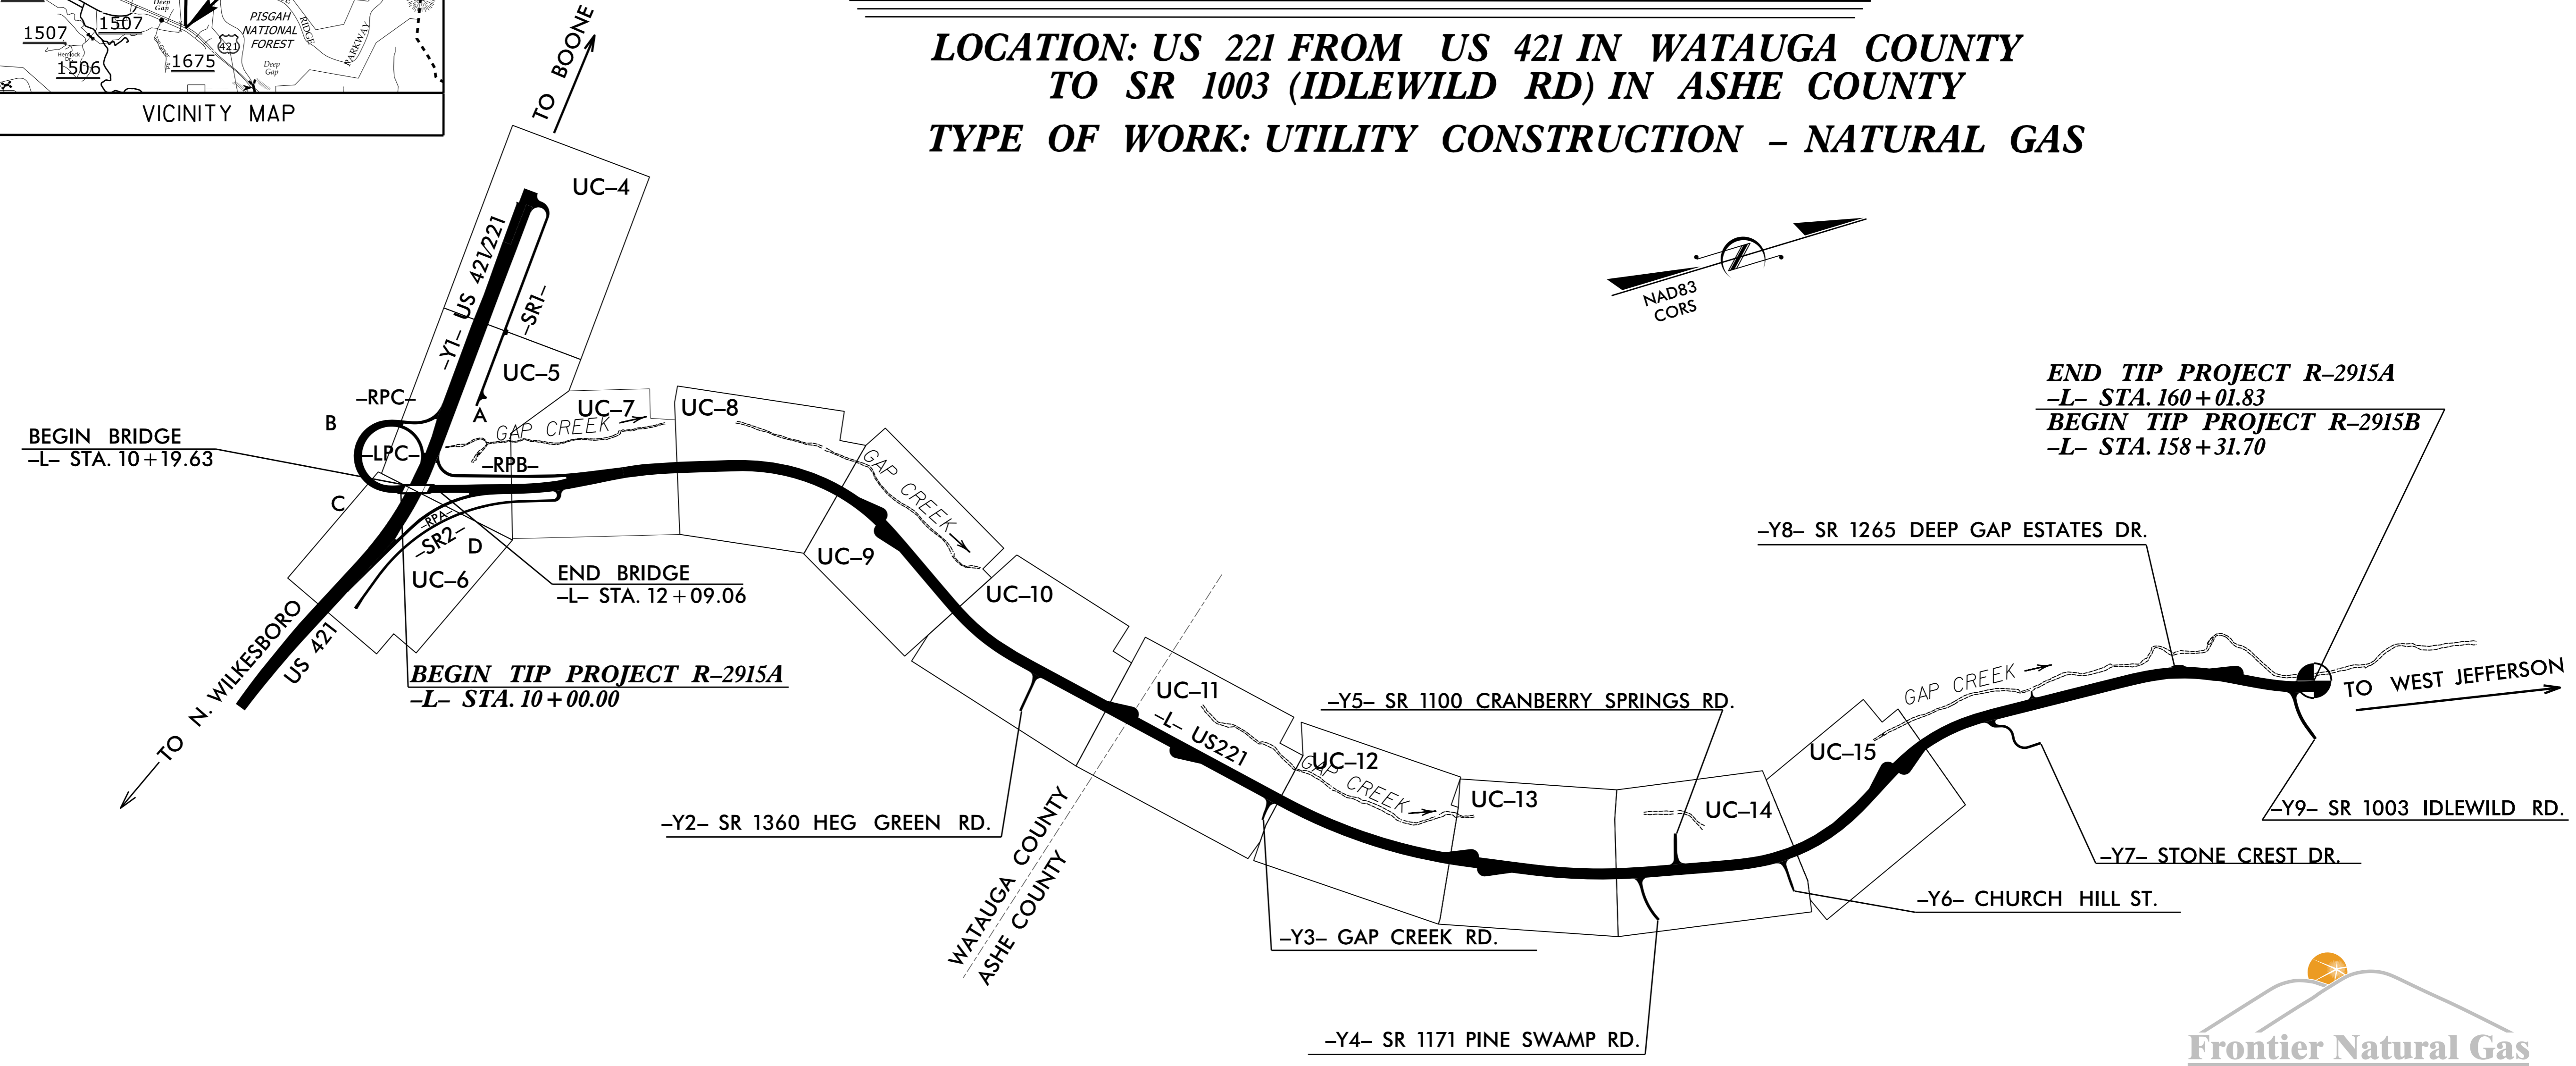 Deep
Gap
PISGAH
NATIONAL
FOREST
RIDGE
PARKWAY
1507
1507
421
1506
1675
Deep
Gap
VICINITY MAP
LOCATION: US 221 FROM US 421 IN WATAUGA COUNTY
TO SR 1003 (IDLEWILD RD) IN ASHE COUNTY
TYPE OF WORK: UTILITY CONSTRUCTION – NATURAL GAS
TO BOONE
UC–4
–Y1– US 421/221
–SR1–
UC–5
A
–RPC–
B
–LPC–
C
–RPB–
–RPA–
–SR2–
D
UC–6
BEGIN BRIDGE
–L– STA. 10+19.63
END BRIDGE
–L– STA. 12+09.06
BEGIN TIP PROJECT R–2915A
–L– STA. 10+00.00
TO N. WILKESBORO
US 421
UC–7
GAP CREEK
UC–8
GAP CREEK
UC–9
UC–10
NAD83
CORS
UC–11
–L– US221
UC–12
GAP CREEK
UC–13
UC–14
UC–15
GAP CREEK
END TIP PROJECT R–2915A
–L– STA. 160+01.83
BEGIN TIP PROJECT R–2915B
–L– STA. 158+31.70
–Y8– SR 1265 DEEP GAP ESTATES DR.
TO WEST JEFFERSON
–Y5– SR 1100 CRANBERRY SPRINGS RD.
–Y2– SR 1360 HEG GREEN RD.
WATAUGA COUNTY
ASHE COUNTY
–Y9– SR 1003 IDLEWILD RD.
–Y7– STONE CREST DR.
–Y6– CHURCH HILL ST.
–Y3– GAP CREEK RD.
–Y4– SR 1171 PINE SWAMP RD.
Frontier Natural Gas